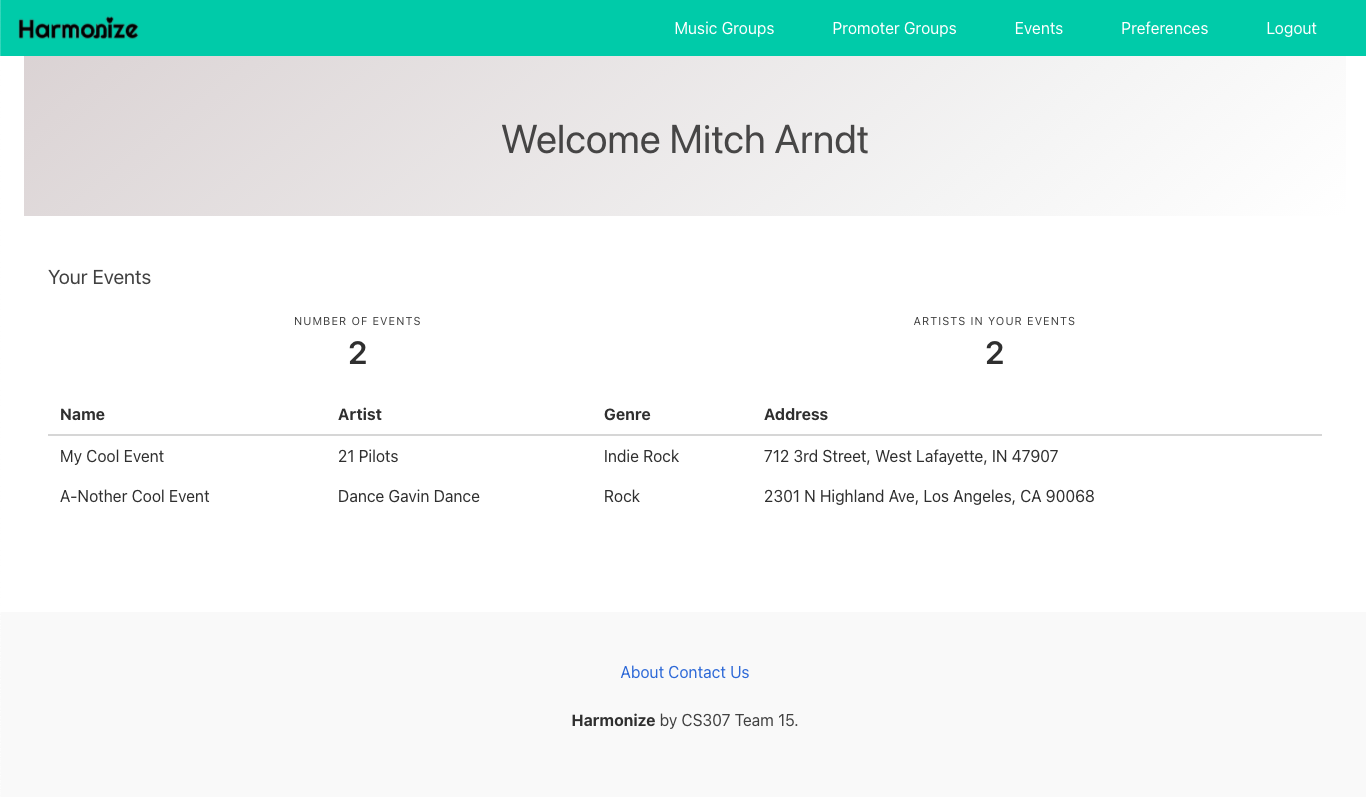 Harmonize Music Groups Promoter Groups Events Preferences Logout
Welcome Mitch Arndt
Your Events
NUMBER OF EVENTS ARTISTS IN YOUR EVENTS
2 2
Name Artist Genre Address
My Cool Event 21 Pilots Indie Rock 712 3rd Street, West Lafayette, IN 47907
A-Nother Cool Event Dance Gavin Dance Rock 2301 N Highland Ave, Los Angeles, CA 90068
About Contact Us
Harmonize by CS307 Team 15.